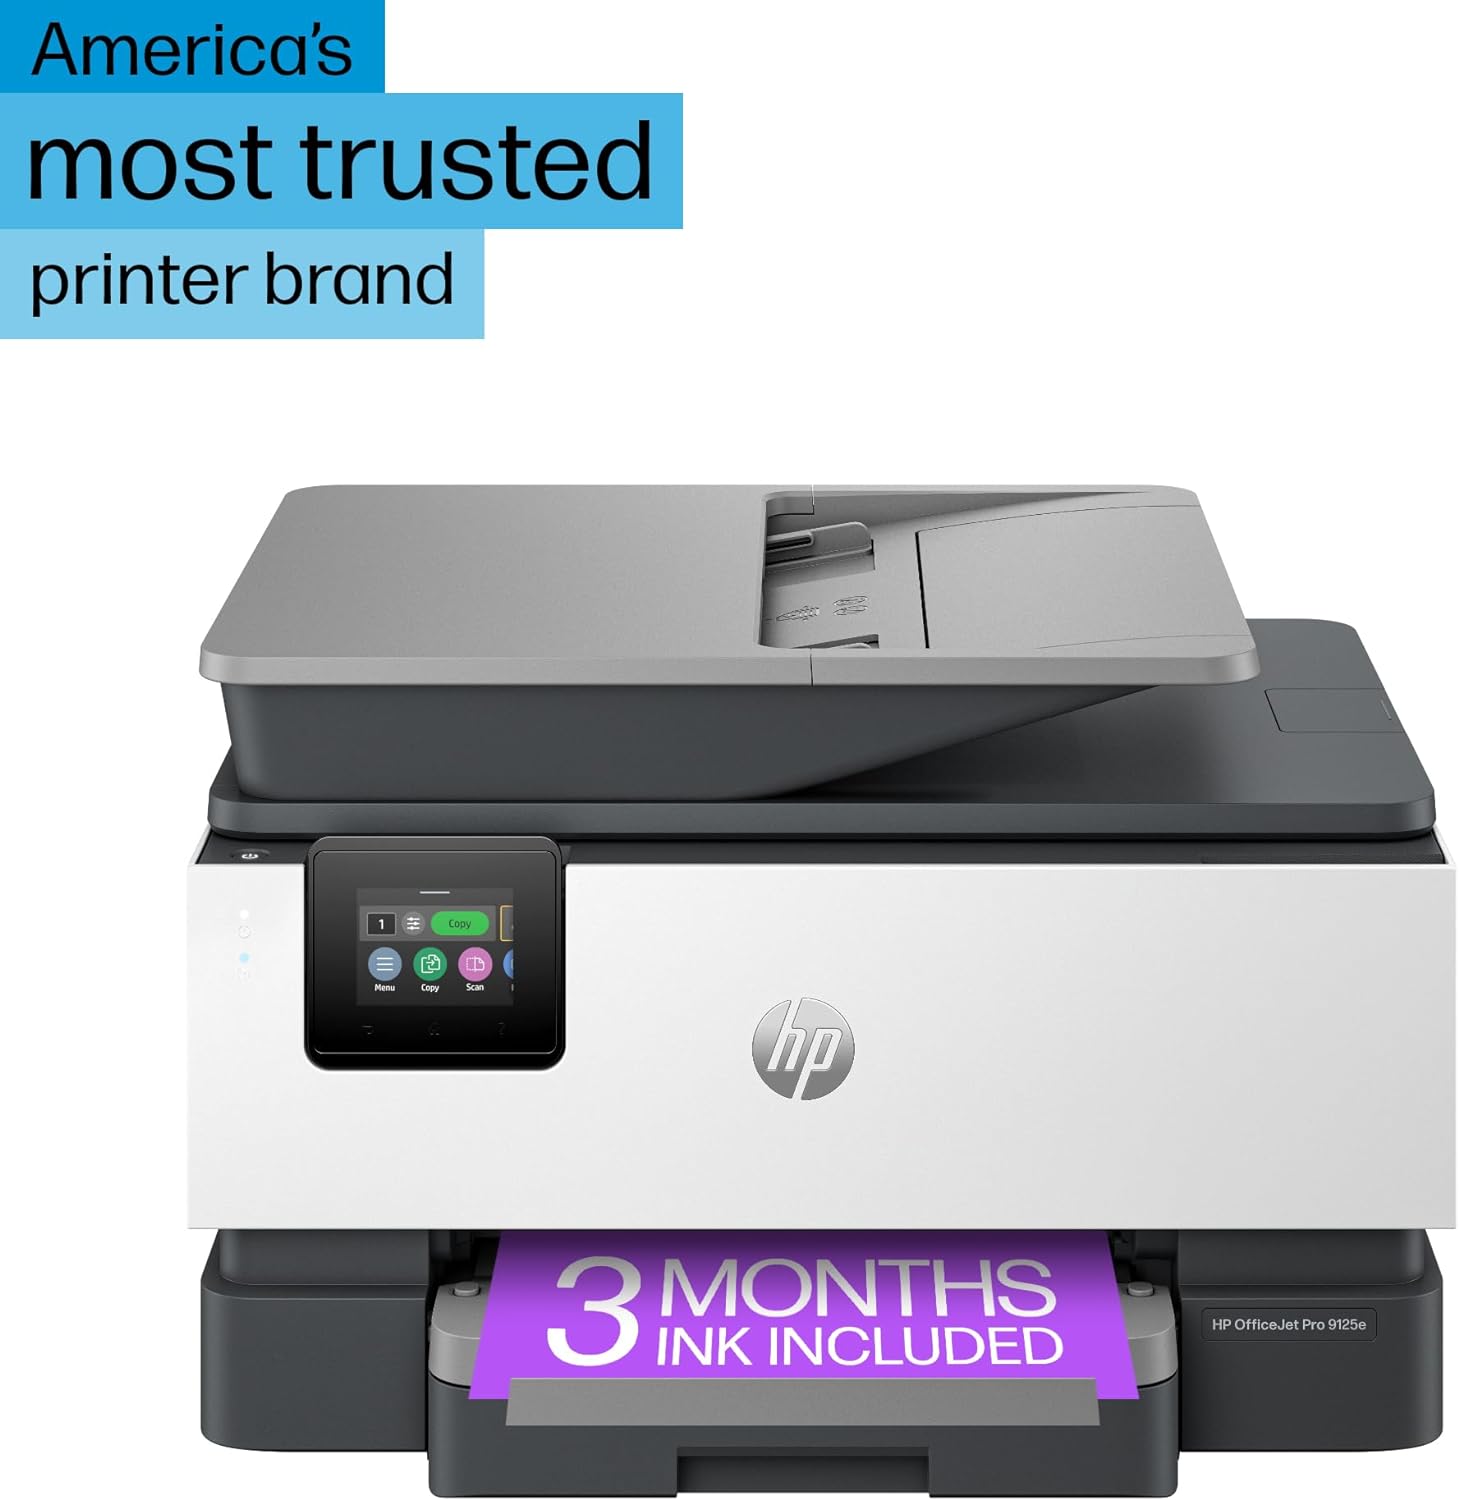 America's
most trusted
printer brand
1
Copy
Menu
Copy
Scan
hp
3 MONTHS
INK INCLUDED
HP OfficeJet Pro 9125e